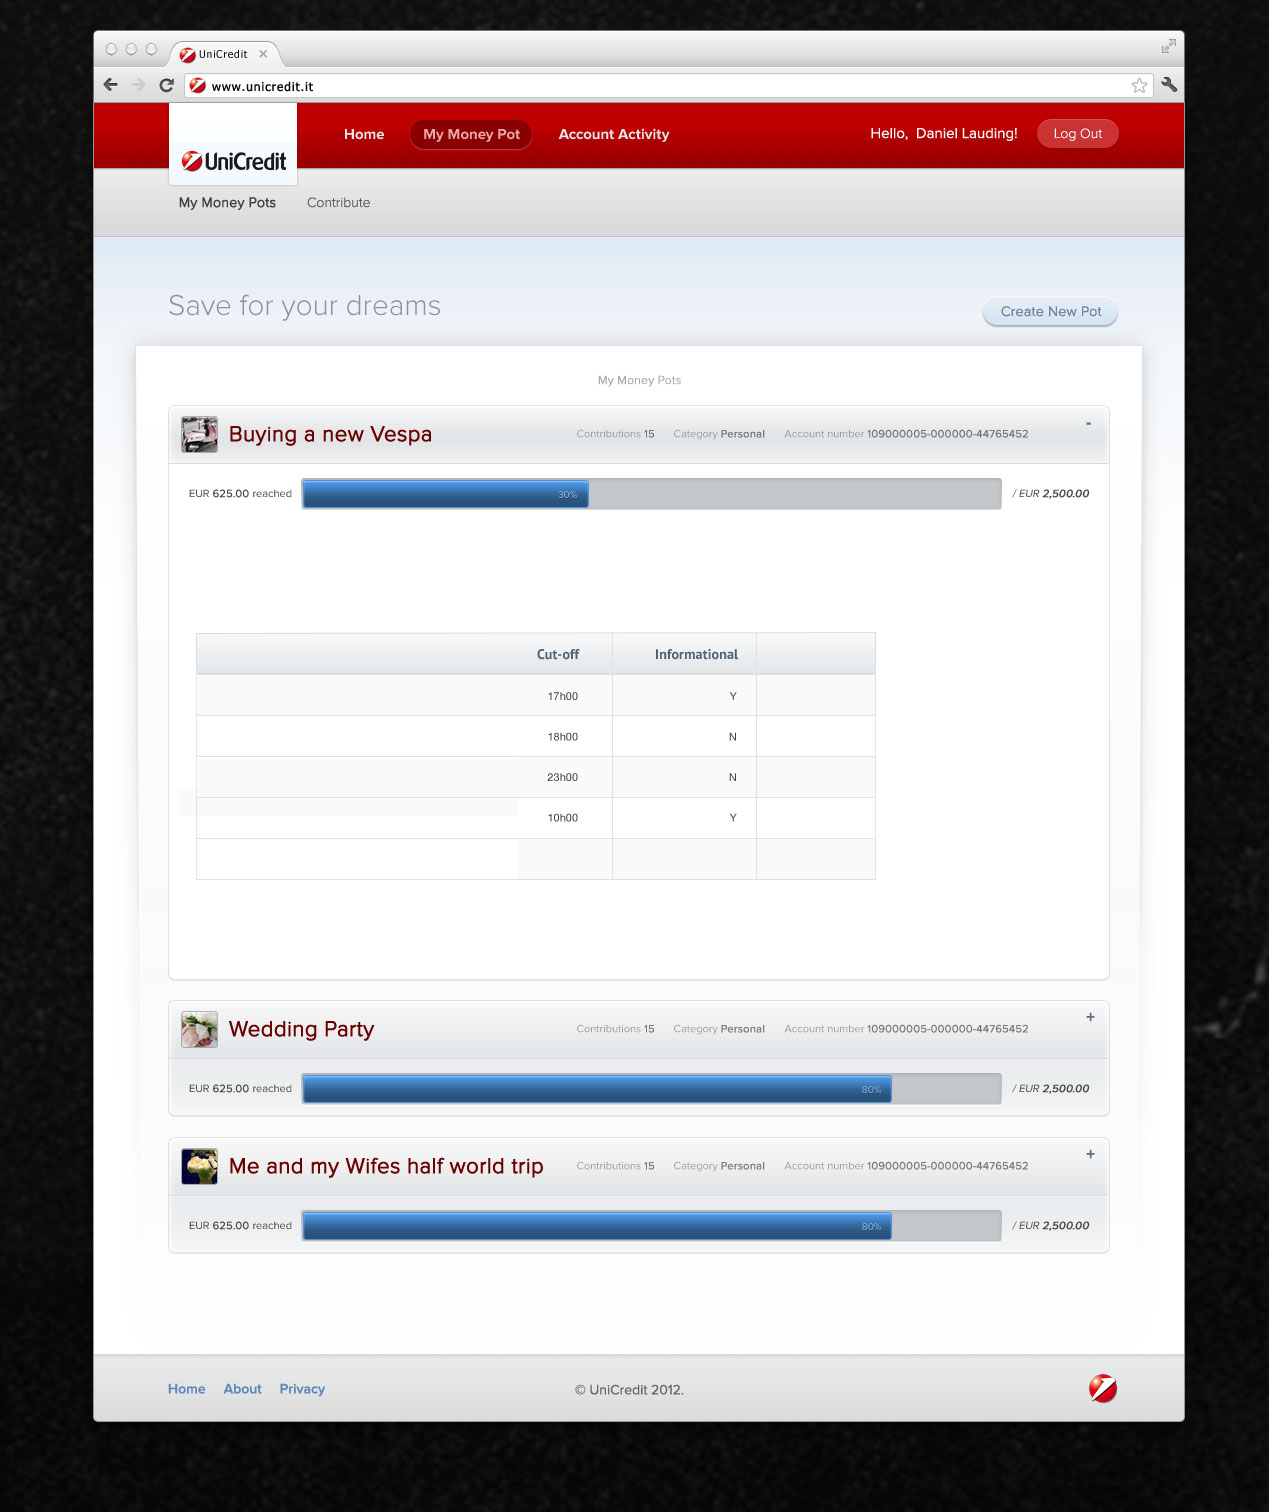 UniCredit
www.unicredit.it
UniCredit Home My Money Pot Account Activity Hello, Daniel Lauding! Log Out
My Money Pots Contribute
Save for your dreams
Create New Pot
My Money Pots
Buying a new Vespa Contributions 15 Category Personal Account number 109000005-000000-44765452 -
EUR 625.00 reached 30% / EUR 2,500.00
Cut-off Informational
17h00 Y
18h00 N
23h00 N
10h00 Y
Wedding Party Contributions 15 Category Personal Account number 109000005-000000-44765452 +
EUR 625.00 reached 80% / EUR 2,500.00
Me and my Wifes half world trip Contributions 15 Category Personal Account number 109000005-000000-44765452 +
EUR 625.00 reached 80% / EUR 2,500.00
Home About Privacy © UniCredit 2012.